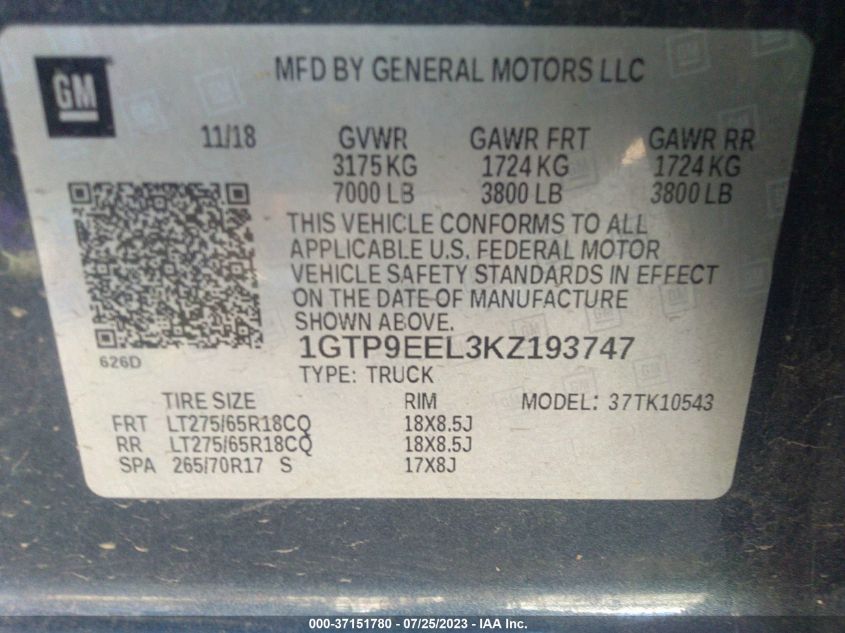 GM
MFD BY GENERAL MOTORS LLC
11/18 GVWR GAWR FRT GAWR RR
3175 KG 1724 KG 1724 KG
7000 LB 3800 LB 3800 LB
THIS VEHICLE CONFORMS TO ALL
APPLICABLE U.S. FEDERAL MOTOR
VEHICLE SAFETY STANDARDS IN EFFECT
ON THE DATE OF MANUFACTURE
SHOWN ABOVE.
626D
1GTP9EEL3KZ193747
TYPE: TRUCK
TIRE SIZE RIM MODEL: 37TK10543
FRT LT275/65R18CQ 18X8.5J
RR LT275/65R18CQ 18X8.5J
SPA 265/70R17 S 17X8J
000-37151780 - 07/25/2023 - IAA Inc.